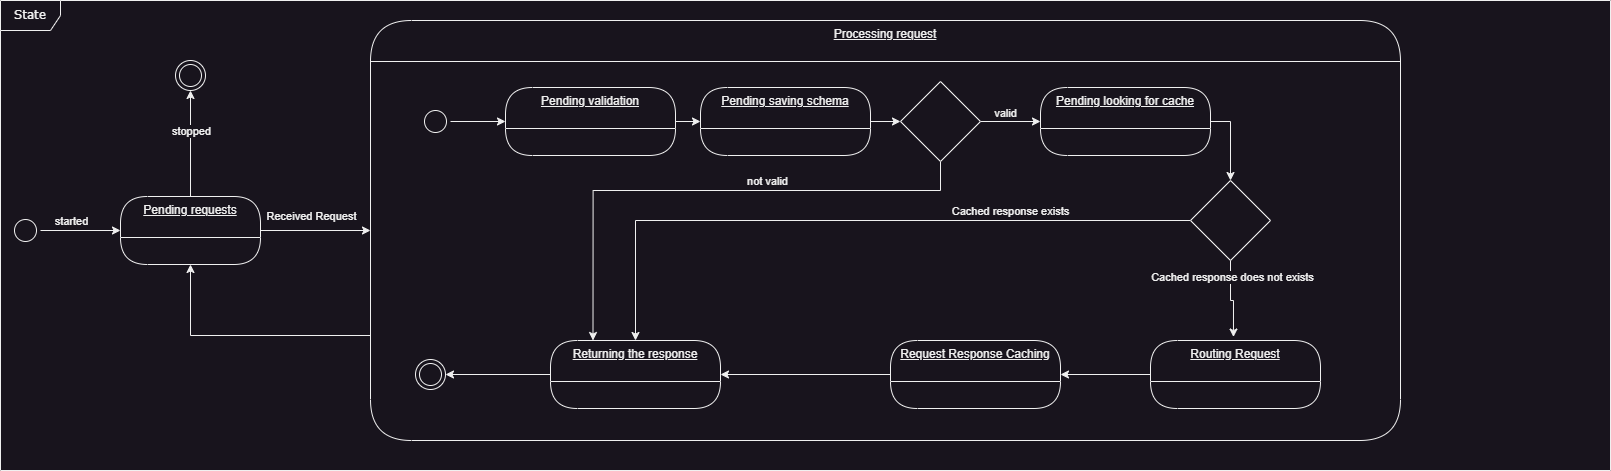 State
Processing request
Pending validation
Pending saving schema
valid
Pending looking for cache
stopped
not valid
Pending requests
started
Received Request
Cached response exists
Cached response does not exists
Returning the response
Request Response Caching
Routing Request